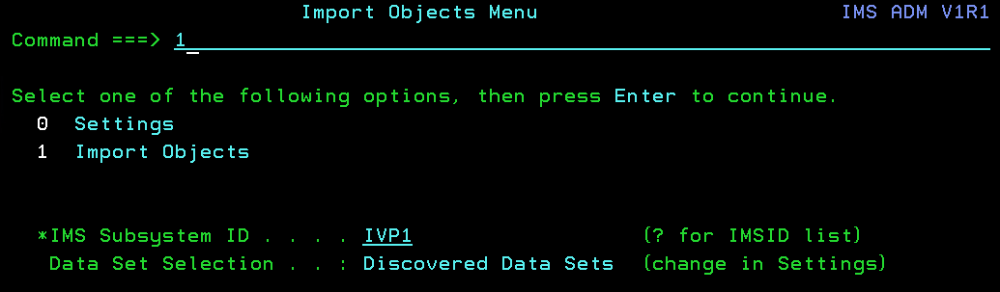 Import Objects Menu IMS ADM V1R1
Command ===> 1_
Select one of the following options, then press Enter to continue.
0 Settings
1 Import Objects
*IMS Subsystem ID . . . . IVP1 (? for IMSID list)
Data Set Selection . . : Discovered Data Sets (change in Settings)